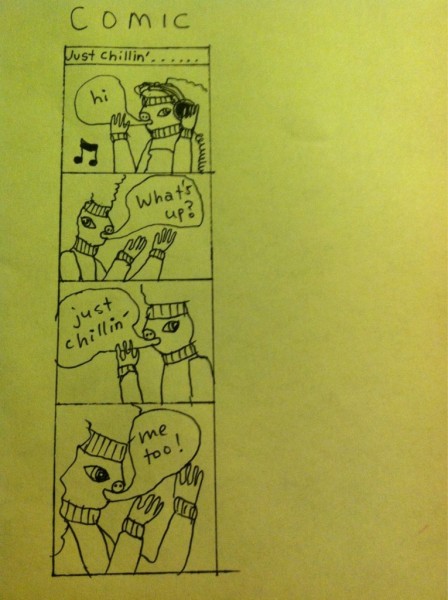 COMIC
Just Chillin'......
hi
What's
up?
just
chillin'
me
too!